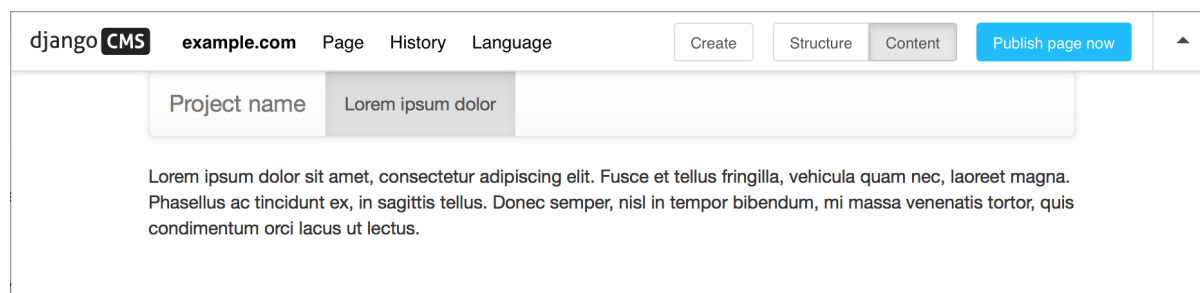 django CMS example.com Page History Language Create Structure Content Publish page now
Project name Lorem ipsum dolor
Lorem ipsum dolor sit amet, consectetur adipiscing elit. Fusce et tellus fringilla, vehicula quam nec, laoreet magna.
Phasellus ac tincidunt ex, in sagittis tellus. Donec semper, nisl in tempor bibendum, mi massa venenatis tortor, quis
condimentum orci lacus ut lectus.